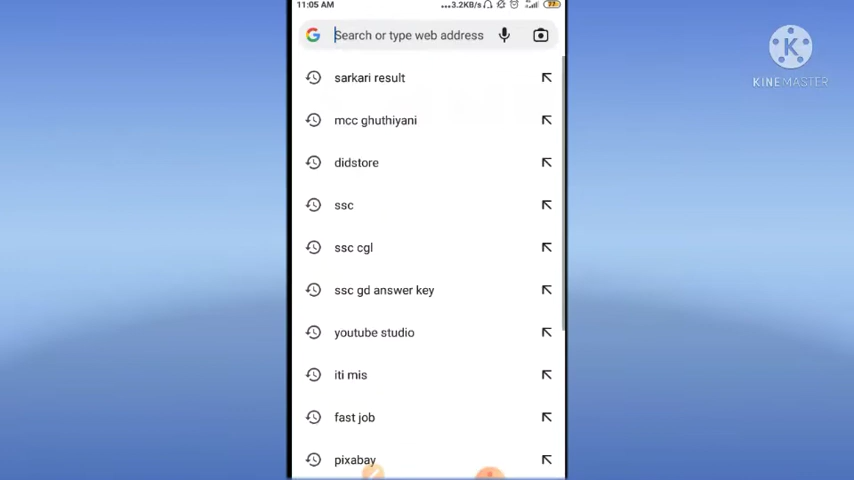 11:05 AM
...3.2KB/s
77
Search or type web address
sarkari result
mcc ghuthiyani
didstore
ssc
ssc cgl
ssc gd answer key
youtube studio
iti mis
fast job
pixabay
K
KINEMASTER